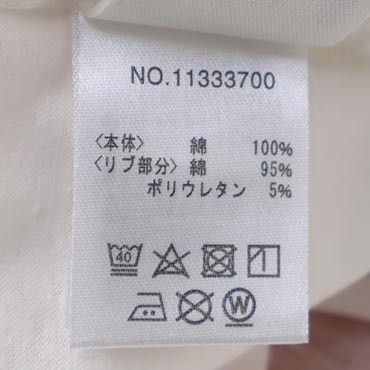 NO.11333700
〈本体〉 綿 100%
〈リブ部分〉 綿 95%
ポリウレタン 5%
40
W